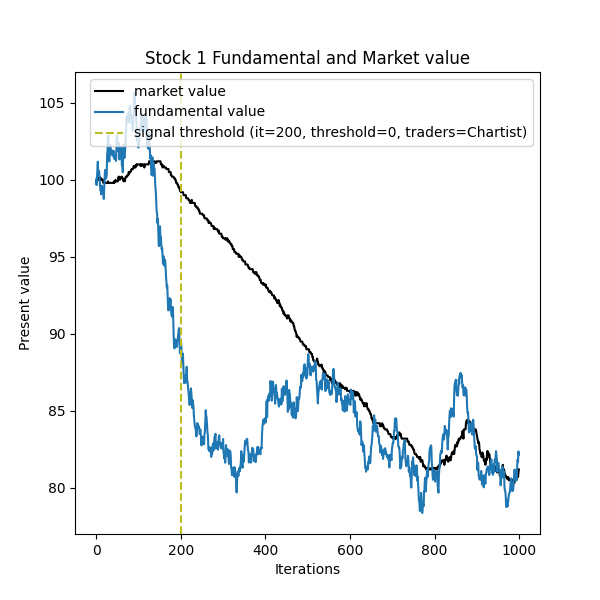 Stock 1 Fundamental and Market value
market value
fundamental value
signal threshold (it=200, threshold=0, traders=Chartist)
Present value
105
100
95
90
85
80
0
200
400
600
800
1000
Iterations